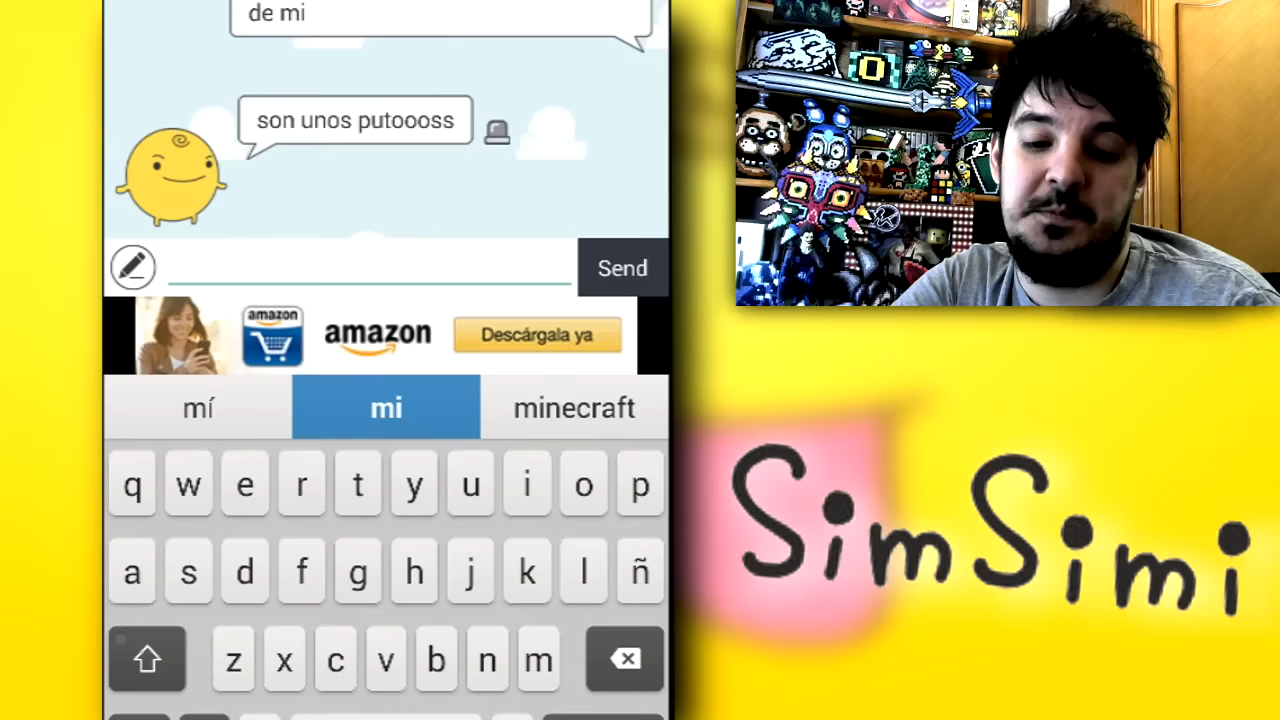 de mi
son unos putoooss
Send
amazon
amazon
Descárgala ya
mí
mi
minecraft
q w e r t y u i o p
a s d f g h j k l ñ
z x c v b n m
SimSimi